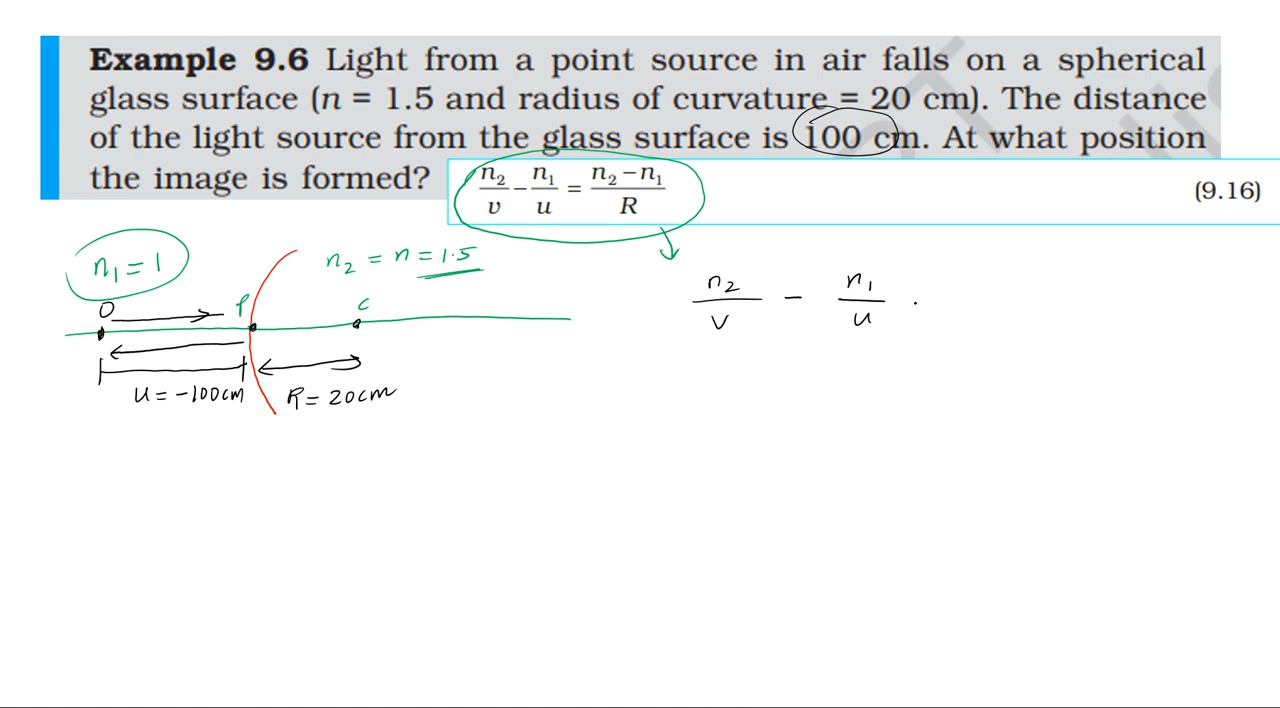 Example 9.6 Light from a point source in air falls on a spherical
glass surface (n = 1.5 and radius of curvature = 20 cm). The distance
of the light source from the glass surface is 100 cm. At what position
the image is formed?
n₂/v − n₁/u = (n₂ − n₁)/R (9.16)
n₁ = 1
n₂ = n = 1.5
O P C
u = -100cm R = 20cm
n₂/v − n₁/u